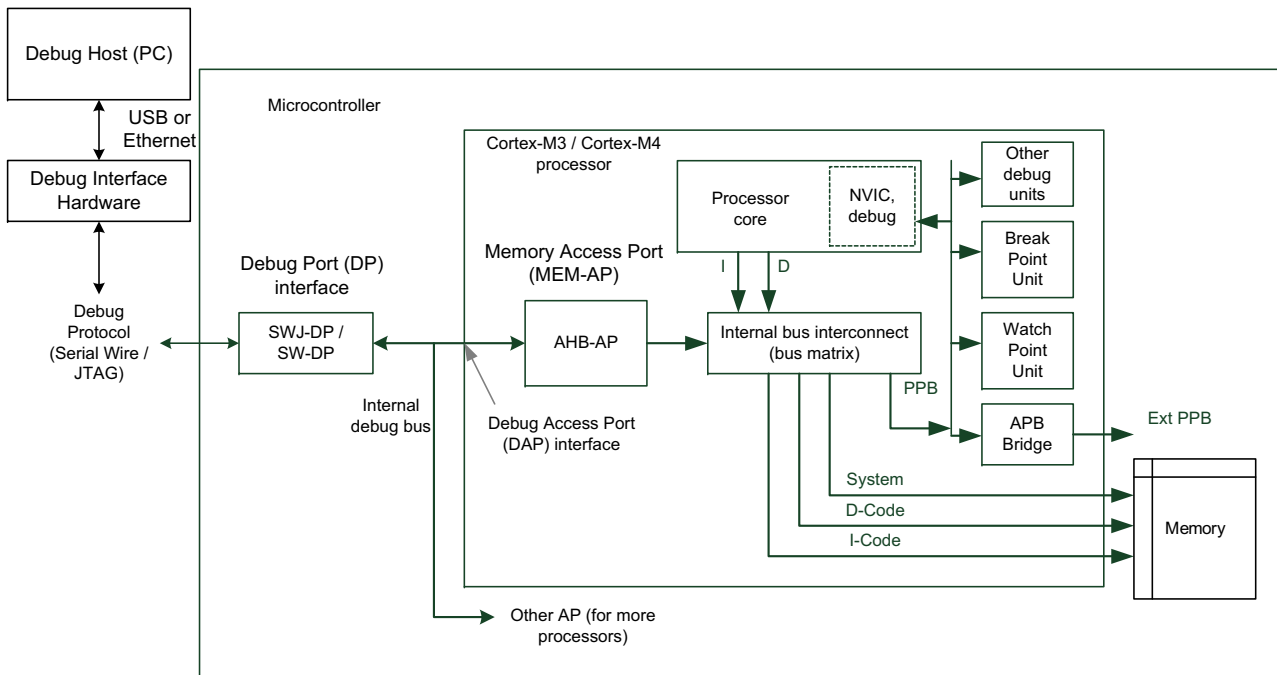 Debug Host (PC)
USB or
Ethernet
Debug Interface
Hardware
Debug
Protocol
(Serial Wire /
JTAG)
Microcontroller
Debug Port (DP)
interface
SWJ-DP /
SW-DP
Internal
debug bus
Cortex-M3 / Cortex-M4
processor
Memory Access Port
(MEM-AP)
AHB-AP
Debug Access Port
(DAP) interface
Other AP (for more
processors)
Processor
core
NVIC,
debug
I
D
Internal bus interconnect
(bus matrix)
PPB
Other
debug
units
Break
Point
Unit
Watch
Point
Unit
APB
Bridge
Ext PPB
System
D-Code
I-Code
Memory